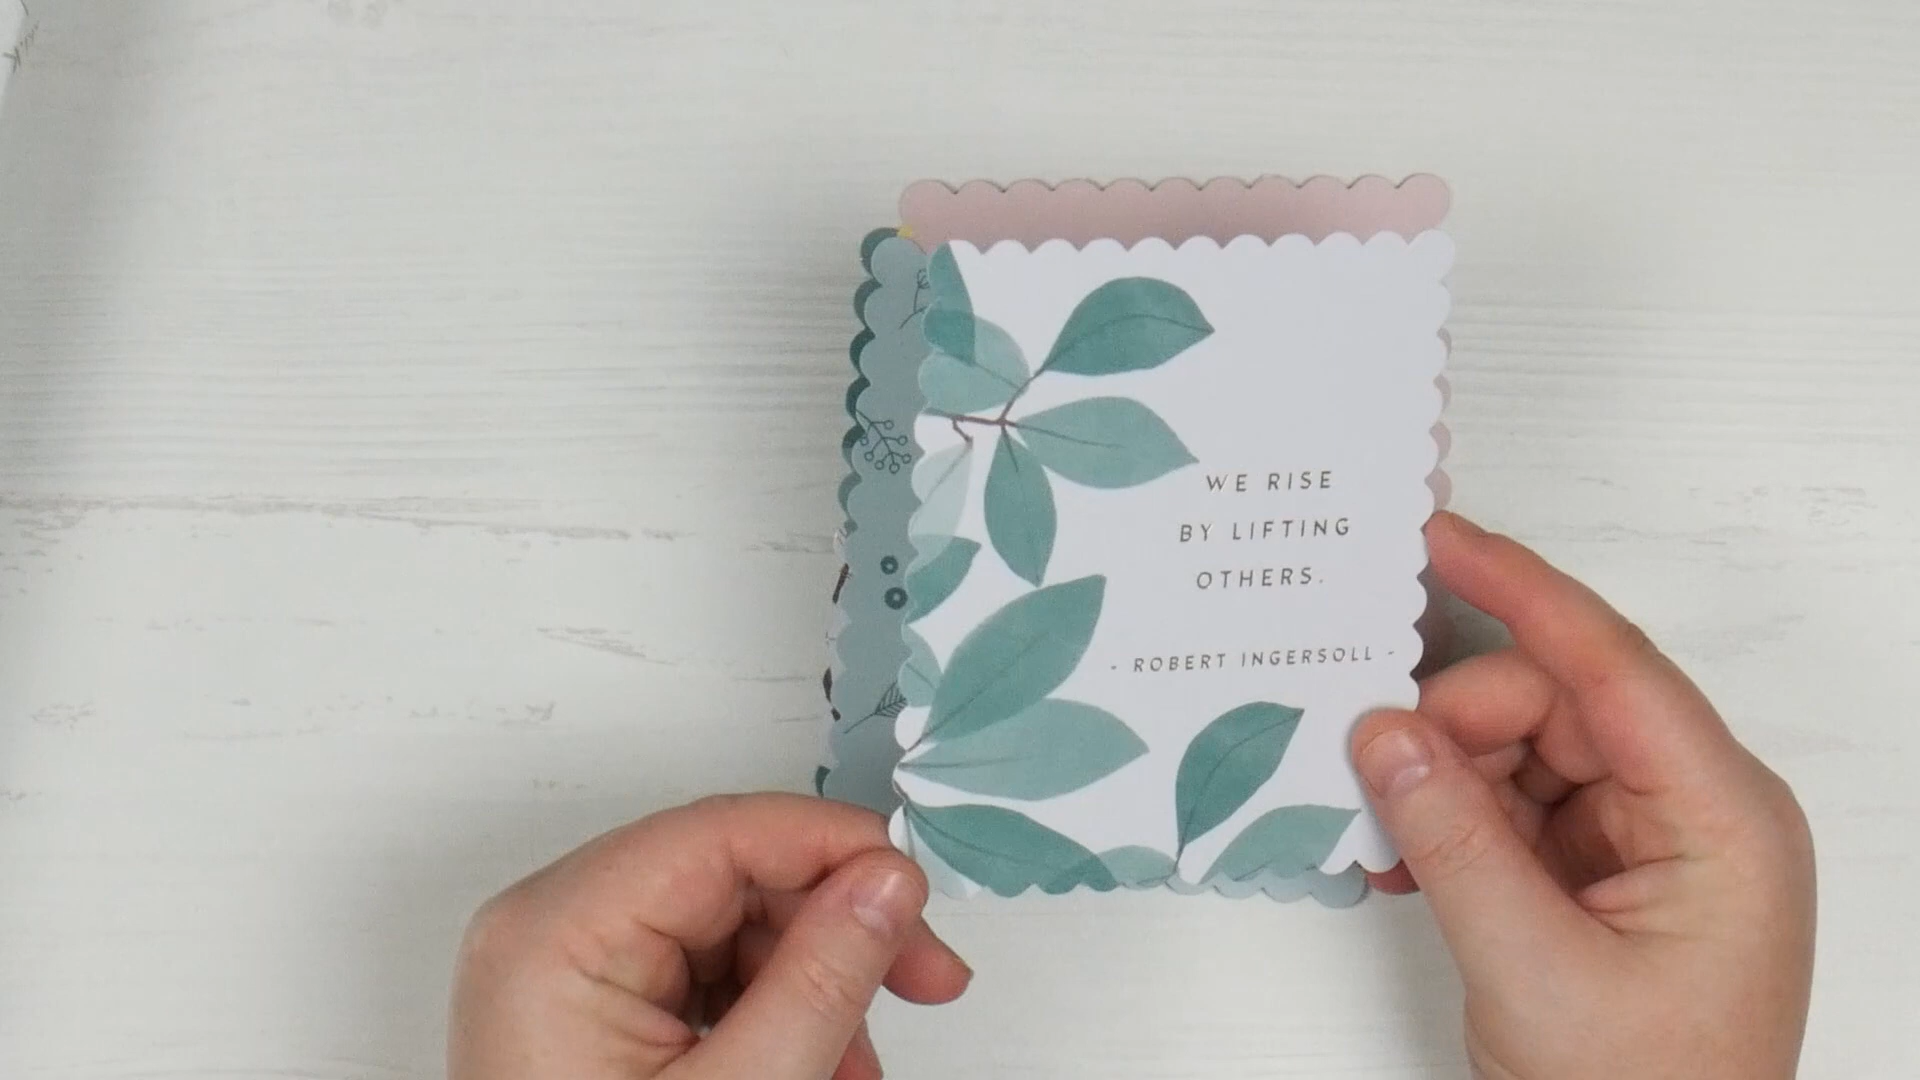 WE RISE
BY LIFTING
OTHERS.
- ROBERT INGERSOLL -